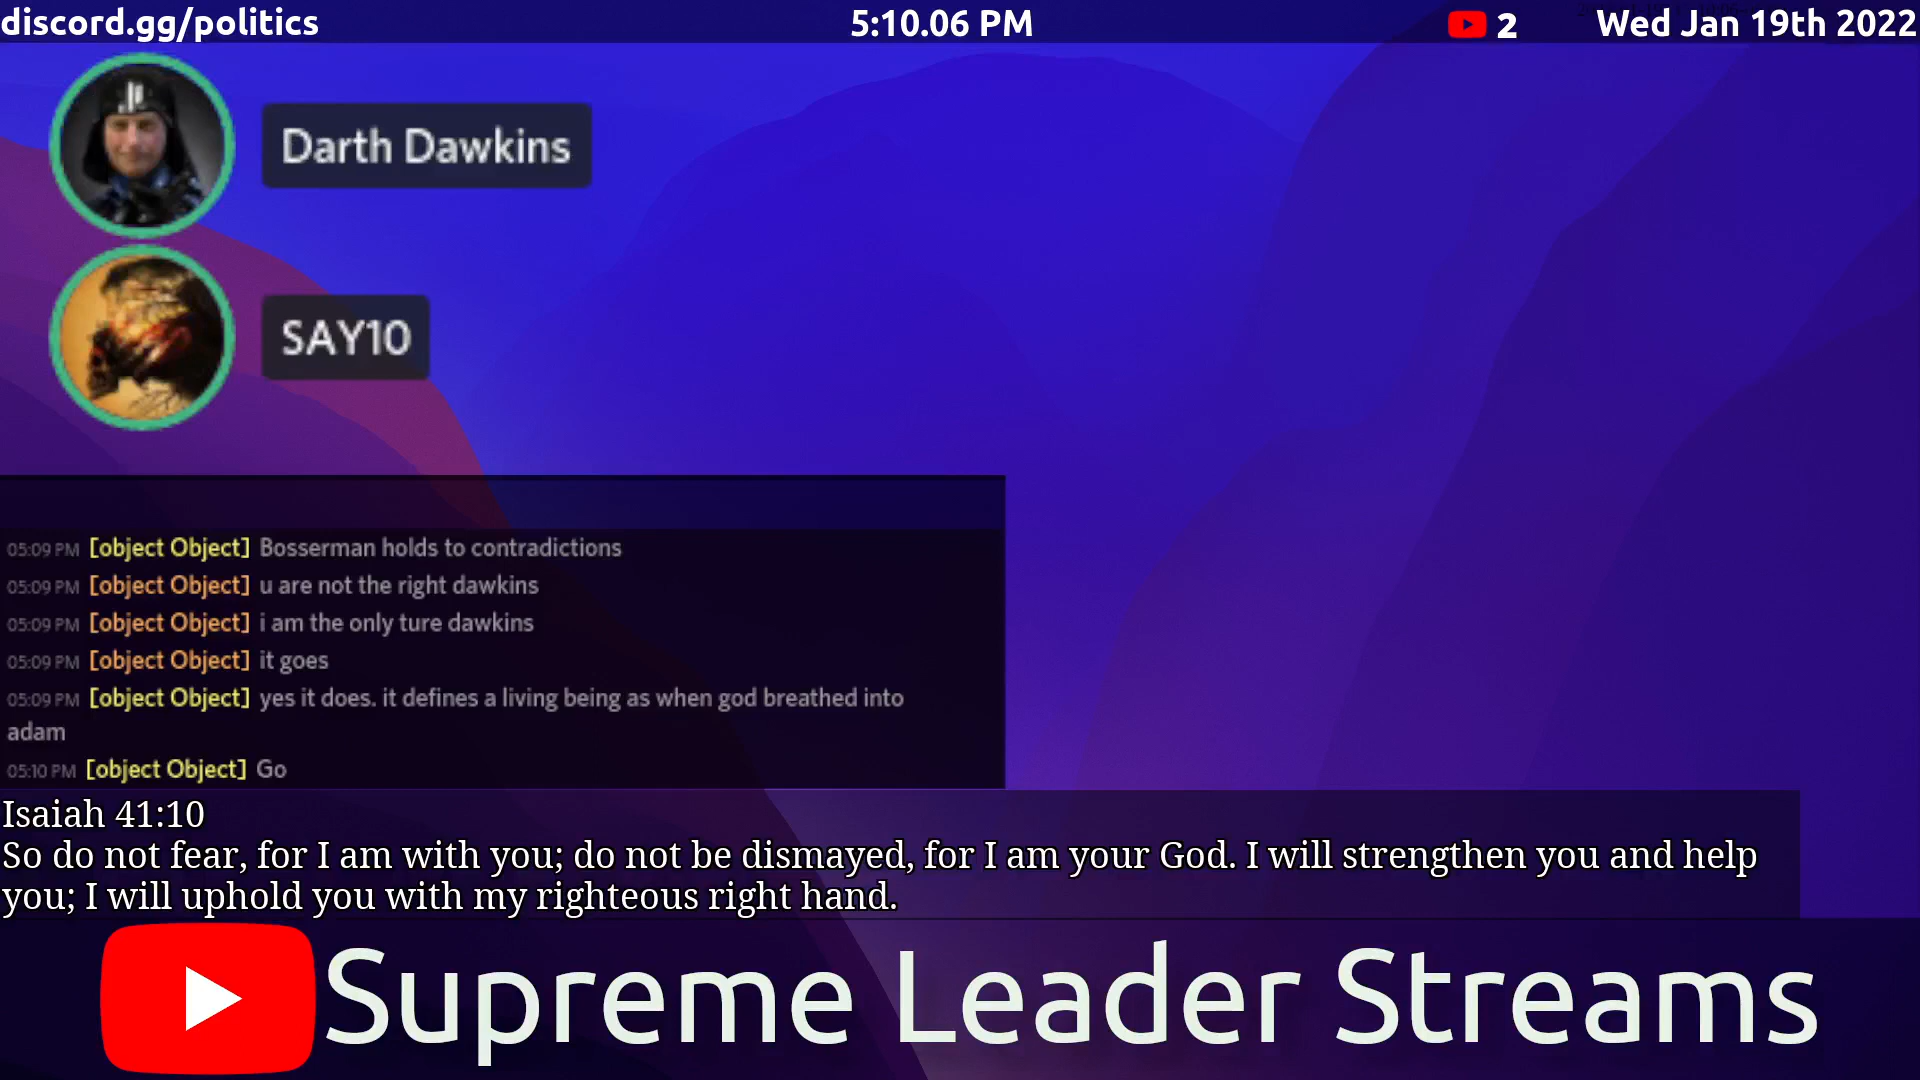 discord.gg/politics 5:10.06 PM 2 Wed Jan 19th 2022
Darth Dawkins
SAY10
05:09 PM [object Object] Bosserman holds to contradictions
05:09 PM [object Object] u are not the right dawkins
05:09 PM [object Object] i am the only ture dawkins
05:09 PM [object Object] it goes
05:09 PM [object Object] yes it does. it defines a living being as when god breathed into
adam
05:10 PM [object Object] Go
Isaiah 41:10
So do not fear, for I am with you; do not be dismayed, for I am your God. I will strengthen you and help
you; I will uphold you with my righteous right hand.
Supreme Leader Streams